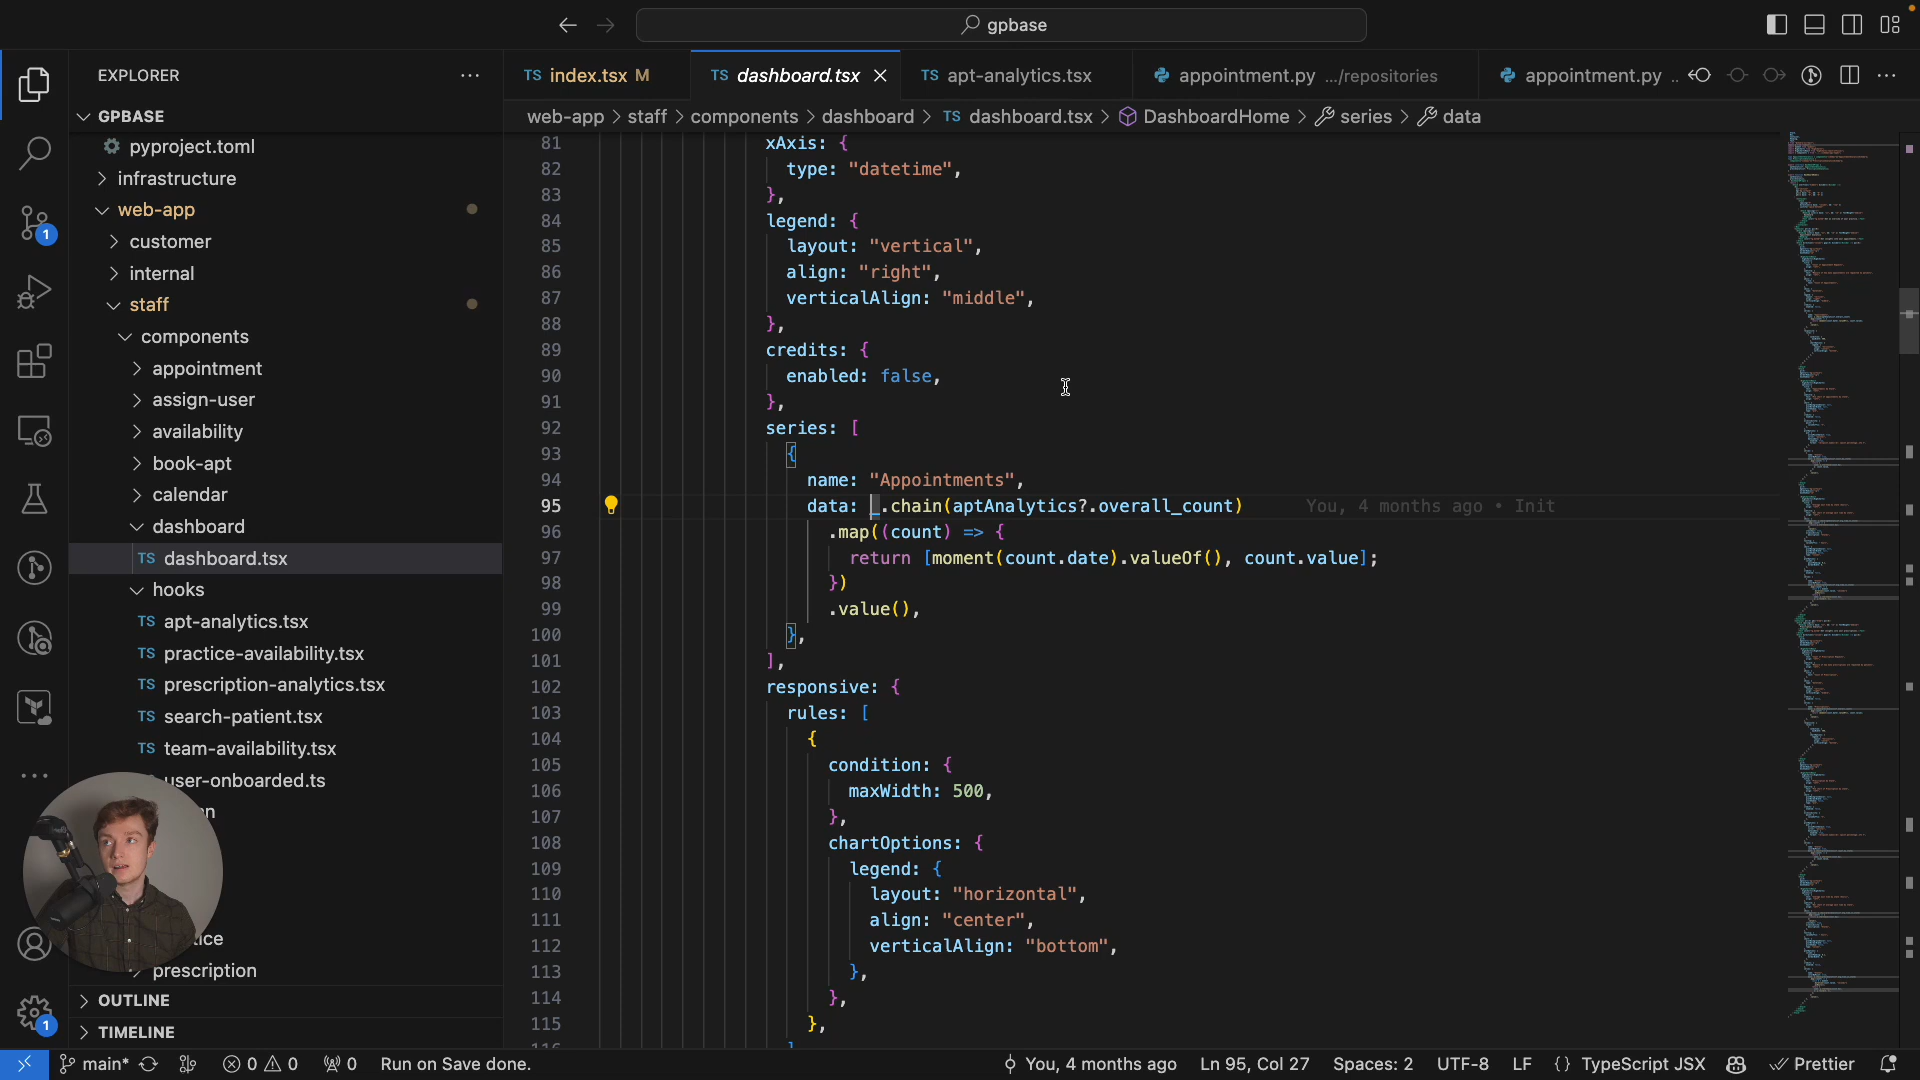 gpbase
EXPLORER
GPBASE
pyproject.toml
infrastructure
web-app
customer
internal
staff
components
appointment
assign-user
availability
book-apt
calendar
dashboard
TS dashboard.tsx
hooks
TS apt-analytics.tsx
TS practice-availability.tsx
TS prescription-analytics.tsx
TS search-patient.tsx
TS team-availability.tsx
user-onboarded.ts
prescription
OUTLINE
TIMELINE
1
1
TS index.tsx M
TS dashboard.tsx
TS apt-analytics.tsx
appointment.py .../repositories
appointment.py ..
web-app > staff > components > dashboard > TS dashboard.tsx > DashboardHome > series > data
81 xAxis: {
82 type: "datetime",
83 },
84 legend: {
85 layout: "vertical",
86 align: "right",
87 verticalAlign: "middle",
88 },
89 credits: {
90 enabled: false,
91 },
92 series: [
93 {
94 name: "Appointments",
95 data: _.chain(aptAnalytics?.overall_count) You, 4 months ago • Init
96 .map((count) => {
97 return [moment(count.date).valueOf(), count.value];
98 })
99 .value(),
100 },
101 ],
102 responsive: {
103 rules: [
104 {
105 condition: {
106 maxWidth: 500,
107 },
108 chartOptions: {
109 legend: {
110 layout: "horizontal",
111 align: "center",
112 verticalAlign: "bottom",
113 },
114 },
115 },
main* 0 0 0 Run on Save done. You, 4 months ago Ln 95, Col 27 Spaces: 2 UTF-8 LF {} TypeScript JSX Prettier